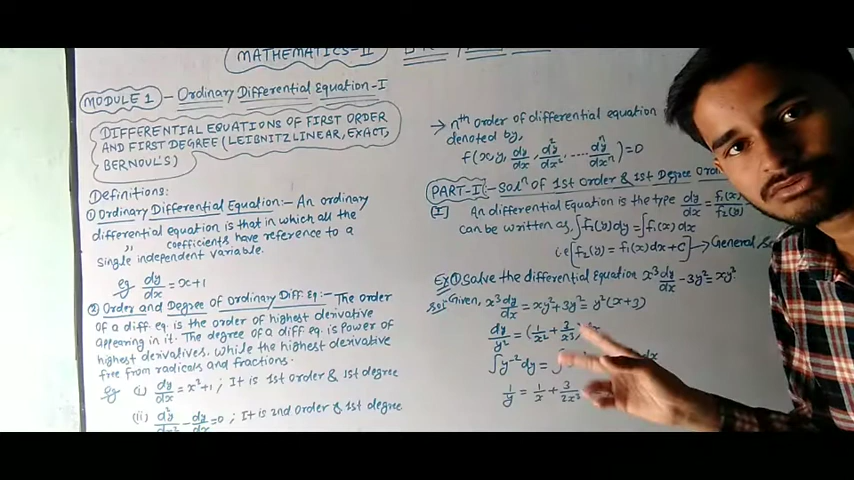 MATHEMATICS-II
MODULE 1 - Ordinary Differential Equation-I
DIFFERENTIAL EQUATIONS OF FIRST ORDER
AND FIRST DEGREE (LEIBNITZ LINEAR, EXACT,
BERNOUL'S)
Definitions:
① Ordinary Differential Equation:- An ordinary
differential equation is that in which all the
" coefficients have reference to a
single independent variable.
eg dy/dx = x+1
② Order and Degree of Ordinary Diff. Eq:- The order
of a diff. eq. is the order of highest derivative
appearing in it. The degree of a diff. eq. is Power of
highest derivative, while the highest derivative
free from radicals and fractions.
eg (i) dy/dx = x²+1 ; It is 1st order & 1st degree
(ii) d²y/dx² - dy/dx = 0 ; It is 2nd order & 1st degree
→ nth order of differential equation
denoted by,
f(x, y, dy/dx, d²y/dx², .... dⁿy/dxⁿ) = 0
PART-I:- Solⁿ of 1st Order & 1st Degree
(I) An differential Equation is the type dy/dx = f₁(x)/f₂(y)
can be written as, ∫f₁(y)dy = ∫f₁(x) dx
i.e f₂(y) = f₁(x)dx + C → General
Ex① Solve the differential Equation x³ dy/dx - 3y² = xy²
Solⁿ Given, x³ dy/dx = xy² + 3y² = y²(x+3)
dy/y² = (1/x² + 3/x³
∫y⁻² dy = ∫ dx
1/y = 1/x + 3/2x²